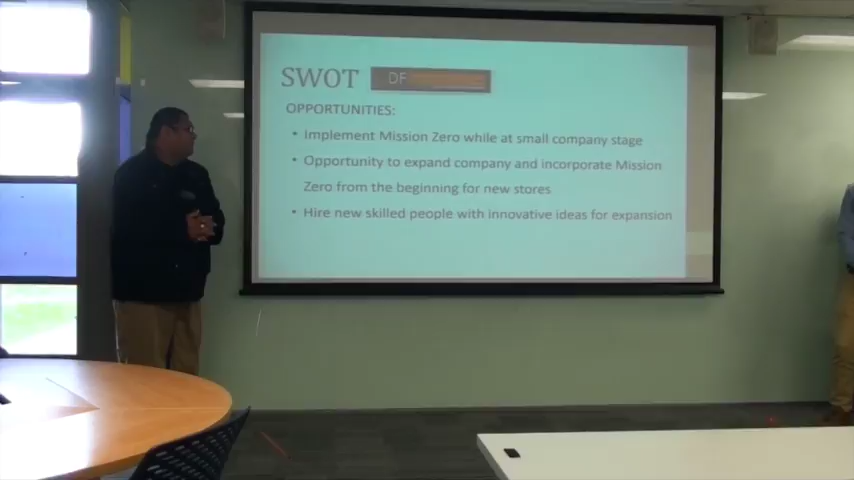 SWOT
DF
OPPORTUNITIES:
• Implement Mission Zero while at small company stage
• Opportunity to expand company and incorporate Mission
Zero from the beginning for new stores
• Hire new skilled people with innovative ideas for expansion